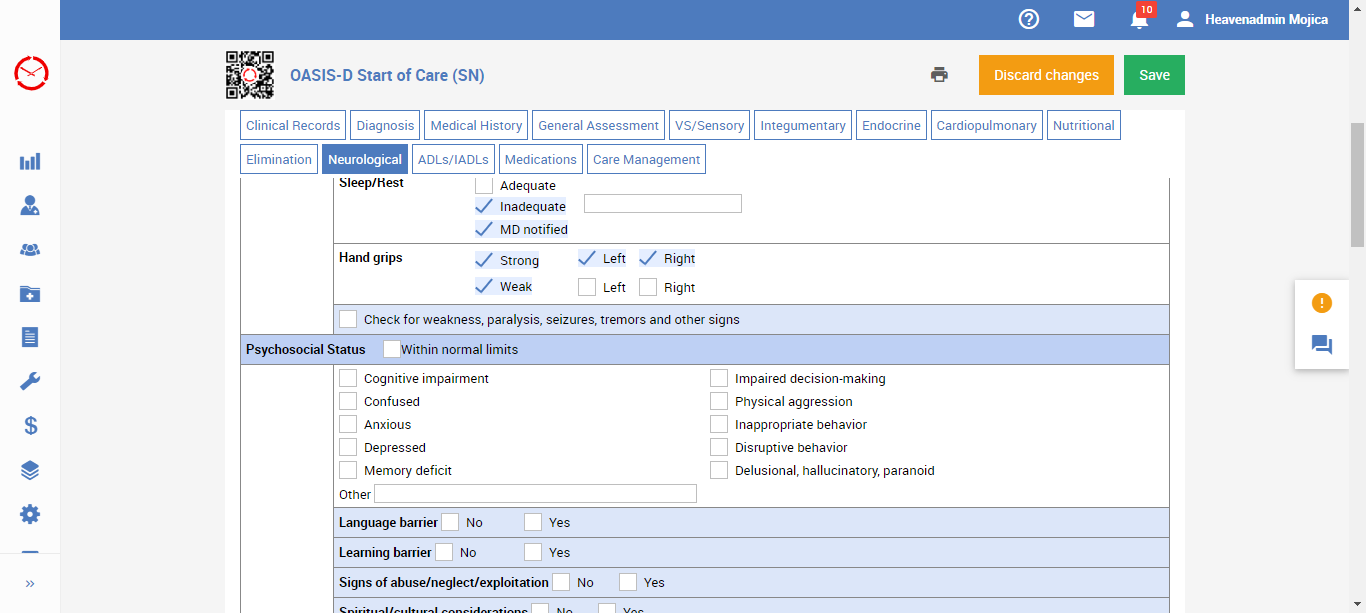 10
Heavenadmin Mojica
OASIS-D Start of Care (SN)
Discard changes
Save
Clinical Records Diagnosis Medical History General Assessment VS/Sensory Integumentary Endocrine Cardiopulmonary Nutritional
Elimination Neurological ADLs/IADLs Medications Care Management
Sleep/Rest Adequate
Inadequate
MD notified
Hand grips Strong Left Right
Weak Left Right
Check for weakness, paralysis, seizures, tremors and other signs
Psychosocial Status Within normal limits
Cognitive impairment Impaired decision-making
Confused Physical aggression
Anxious Inappropriate behavior
Depressed Disruptive behavior
Memory deficit Delusional, hallucinatory, paranoid
Other
Language barrier No Yes
Learning barrier No Yes
Signs of abuse/neglect/exploitation No Yes
Spiritual/cultural considerations No Yes